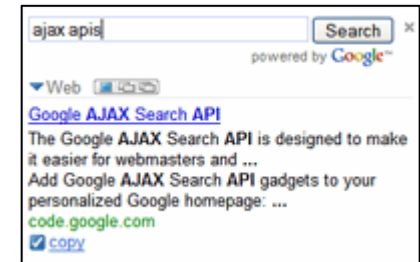 ajax apis Search ×
powered by Google™
Web
Google AJAX Search API
The Google AJAX Search API is designed to make
it easier for webmasters and ...
Add Google AJAX Search API gadgets to your
personalized Google homepage: ...
code.google.com
copy